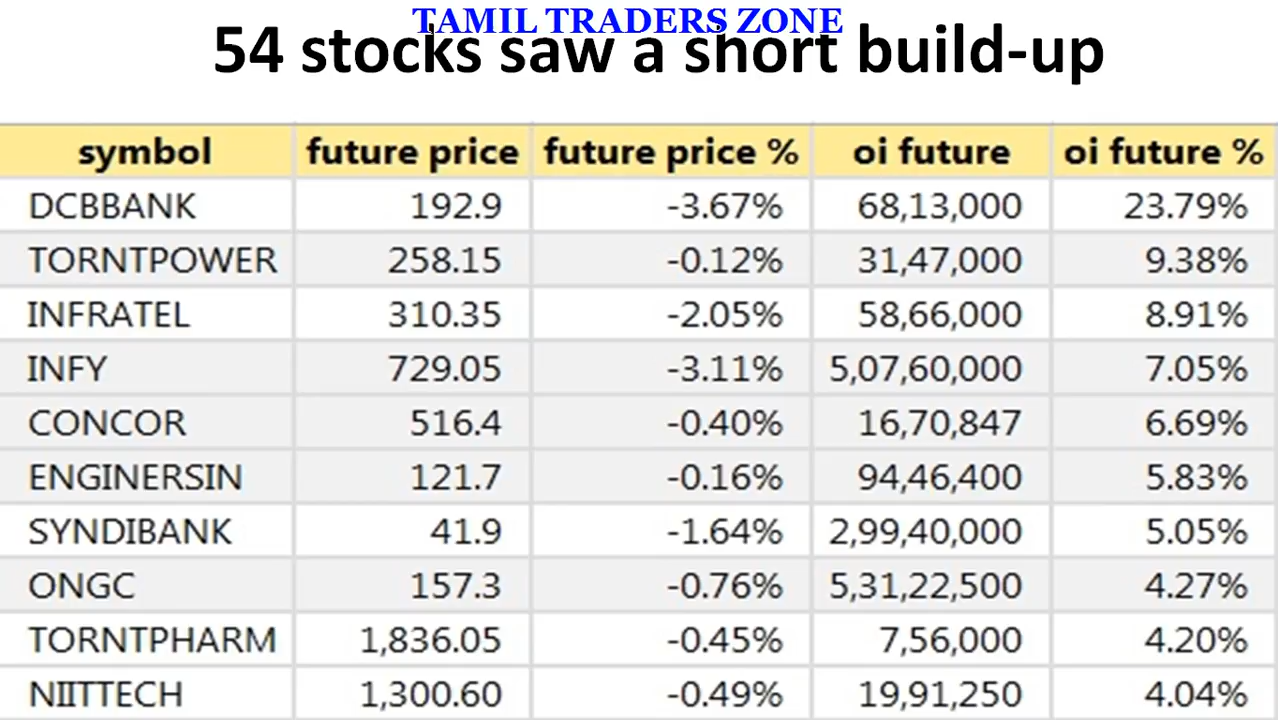 TAMIL TRADERS ZONE
54 stocks saw a short build-up
symbol future price future price % oi future oi future %
DCBBANK 192.9 -3.67% 68,13,000 23.79%
TORNTPOWER 258.15 -0.12% 31,47,000 9.38%
INFRATEL 310.35 -2.05% 58,66,000 8.91%
INFY 729.05 -3.11% 5,07,60,000 7.05%
CONCOR 516.4 -0.40% 16,70,847 6.69%
ENGINERSIN 121.7 -0.16% 94,46,400 5.83%
SYNDIBANK 41.9 -1.64% 2,99,40,000 5.05%
ONGC 157.3 -0.76% 5,31,22,500 4.27%
TORNTPHARM 1,836.05 -0.45% 7,56,000 4.20%
NIITTECH 1,300.60 -0.49% 19,91,250 4.04%